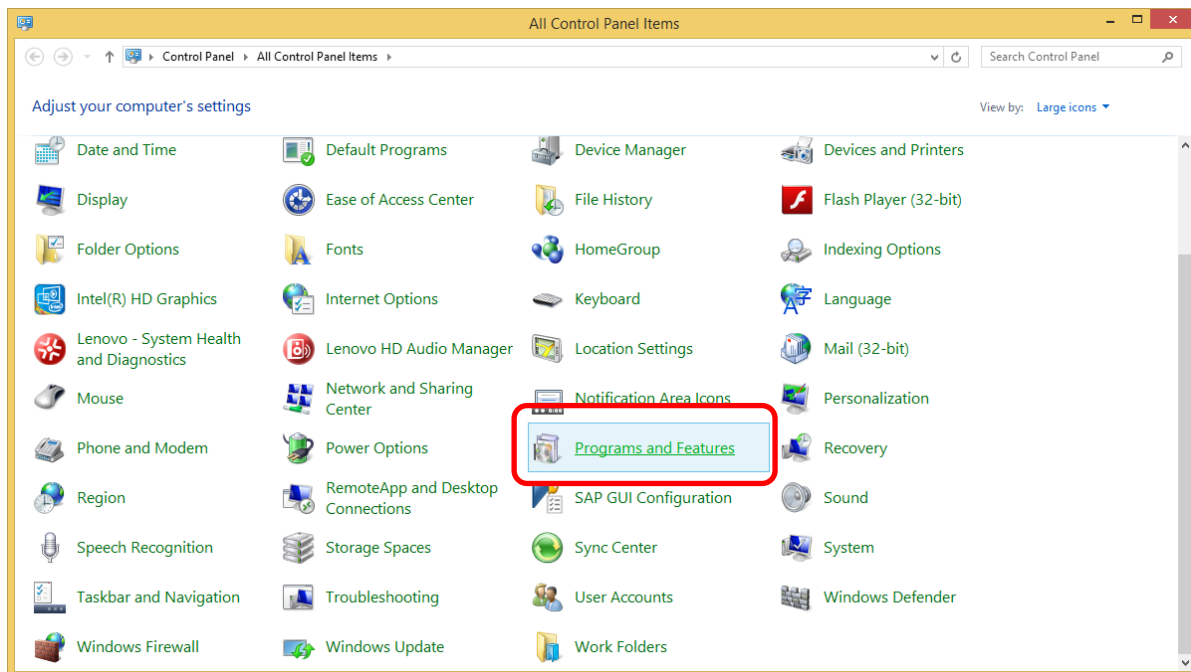 All Control Panel Items
Control Panel All Control Panel Items
Search Control Panel
Adjust your computer's settings
View by: Large icons
Date and Time
Default Programs
Device Manager
Devices and Printers
Display
Ease of Access Center
File History
Flash Player (32-bit)
Folder Options
Fonts
HomeGroup
Indexing Options
Intel(R) HD Graphics
Internet Options
Keyboard
Language
Lenovo - System Health
and Diagnostics
Lenovo HD Audio Manager
Location Settings
Mail (32-bit)
Mouse
Network and Sharing
Center
Notification Area Icons
Personalization
Phone and Modem
Power Options
Programs and Features
Recovery
Region
RemoteApp and Desktop
Connections
SAP GUI Configuration
Sound
Speech Recognition
Storage Spaces
Sync Center
System
Taskbar and Navigation
Troubleshooting
User Accounts
Windows Defender
Windows Firewall
Windows Update
Work Folders